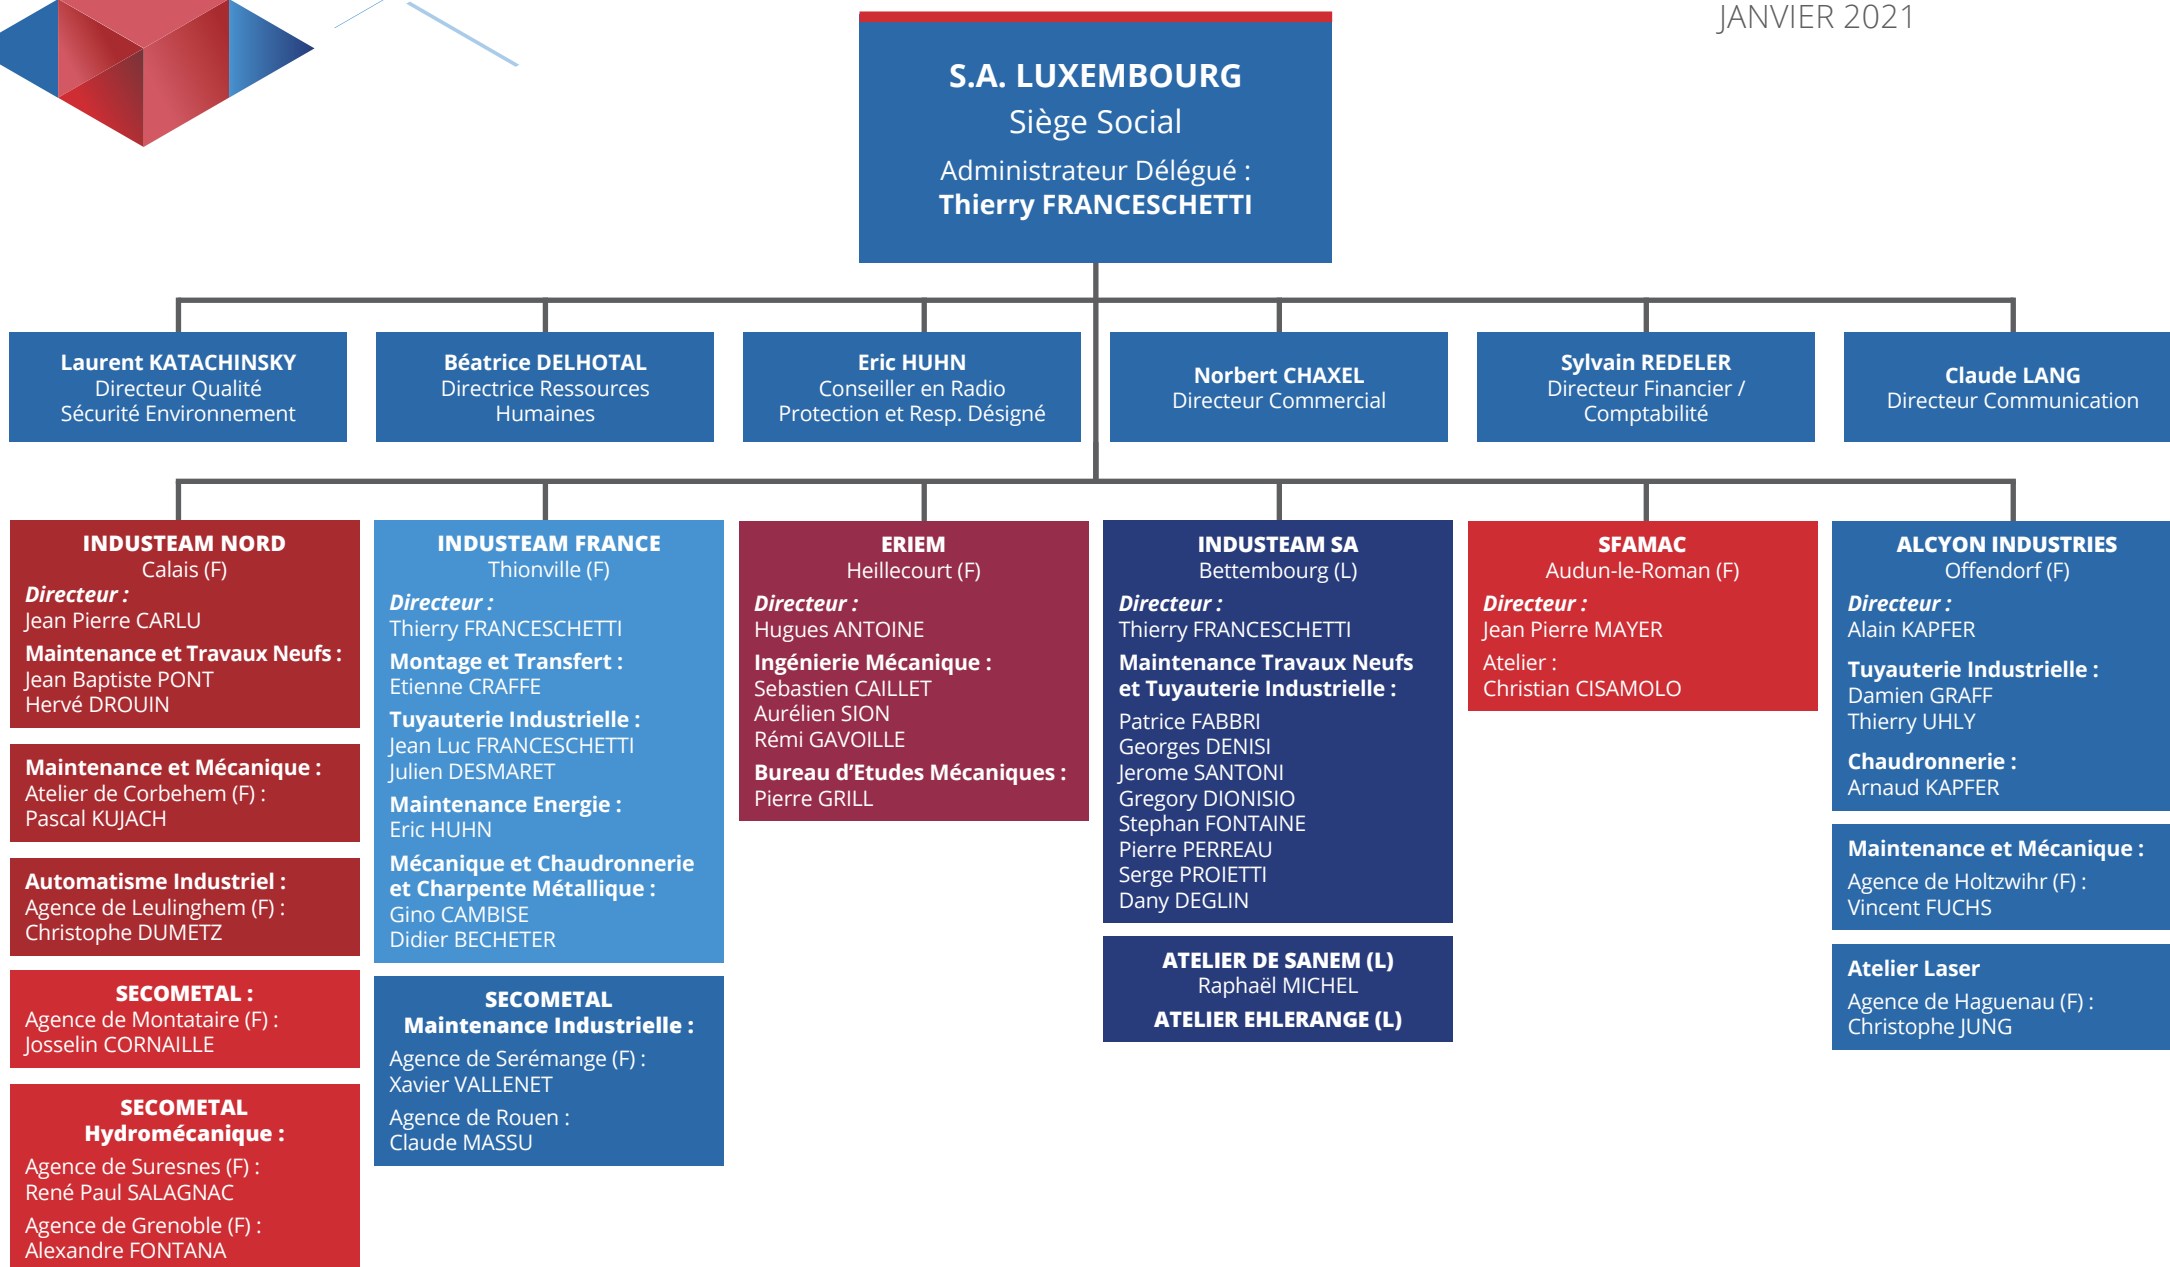 JANVIER 2021
S.A. LUXEMBOURG
Siège Social
Administrateur Délégué :
Thierry FRANCESCHETTI
Laurent KATACHINSKY
Directeur Qualité
Sécurité Environnement
Béatrice DELHOTAL
Directrice Ressources
Humaines
Eric HUHN
Conseiller en Radio
Protection et Resp. Désigné
Norbert CHAXEL
Directeur Commercial
Sylvain REDELER
Directeur Financier /
Comptabilité
Claude LANG
Directeur Communication
INDUSTEAM NORD
Calais (F)
Directeur :
Jean Pierre CARLU
Maintenance et Travaux Neufs :
Jean Baptiste PONT
Hervé DROUIN
Maintenance et Mécanique :
Atelier de Corbehem (F) :
Pascal KUJACH
Automatisme Industriel :
Agence de Leulinghem (F) :
Christophe DUMETZ
SECOMETAL :
Agence de Montataire (F) :
Josselin CORNAILLE
SECOMETAL
Hydromécanique :
Agence de Suresnes (F) :
René Paul SALAGNAC
Agence de Grenoble (F) :
Alexandre FONTANA
INDUSTEAM FRANCE
Thionville (F)
Directeur :
Thierry FRANCESCHETTI
Montage et Transfert :
Etienne CRAFFE
Tuyauterie Industrielle :
Jean Luc FRANCESCHETTI
Julien DESMARET
Maintenance Energie :
Eric HUHN
Mécanique et Chaudronnerie
et Charpente Métallique :
Gino CAMBISE
Didier BECHETER
SECOMETAL
Maintenance Industrielle :
Agence de Serémange (F) :
Xavier VALLENET
Agence de Rouen :
Claude MASSU
ERIEM
Heillecourt (F)
Directeur :
Hugues ANTOINE
Ingénierie Mécanique :
Sebastien CAILLET
Aurélien SION
Rémi GAVOILLE
Bureau d'Etudes Mécaniques :
Pierre GRILL
INDUSTEAM SA
Bettembourg (L)
Directeur :
Thierry FRANCESCHETTI
Maintenance Travaux Neufs
et Tuyauterie Industrielle :
Patrice FABBRI
Georges DENISI
Jerome SANTONI
Gregory DIONISIO
Stephan FONTAINE
Pierre PERREAU
Serge PROIETTI
Dany DEGLIN
ATELIER DE SANEM (L)
Raphaël MICHEL
ATELIER EHLERANGE (L)
SFAMAC
Audun-le-Roman (F)
Directeur :
Jean Pierre MAYER
Atelier :
Christian CISAMOLO
ALCYON INDUSTRIES
Offendorf (F)
Directeur :
Alain KAPFER
Tuyauterie Industrielle :
Damien GRAFF
Thierry UHLY
Chaudronnerie :
Arnaud KAPFER
Maintenance et Mécanique :
Agence de Holtzwihr (F) :
Vincent FUCHS
Atelier Laser
Agence de Haguenau (F) :
Christophe JUNG